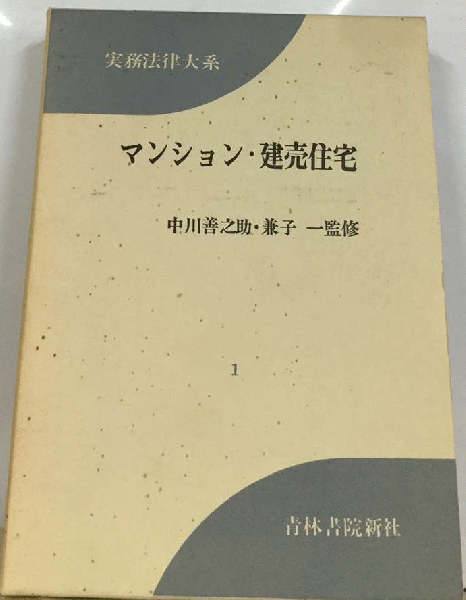 実務法律大系
マンション・建売住宅
中川善之助・兼子 一監修
1
青林書院新社